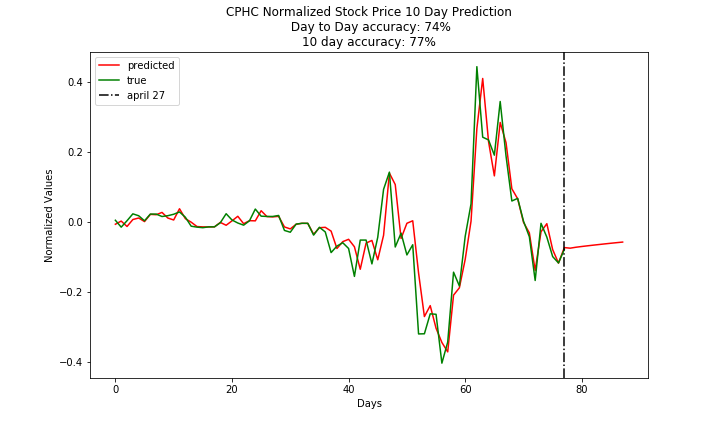 CPHC Normalized Stock Price 10 Day Prediction
Day to Day accuracy: 74%
10 day accuracy: 77%
predicted
true
april 27
0.4
0.2
0.0
−0.2
−0.4
Normalized Values
0
20
40
60
80
Days